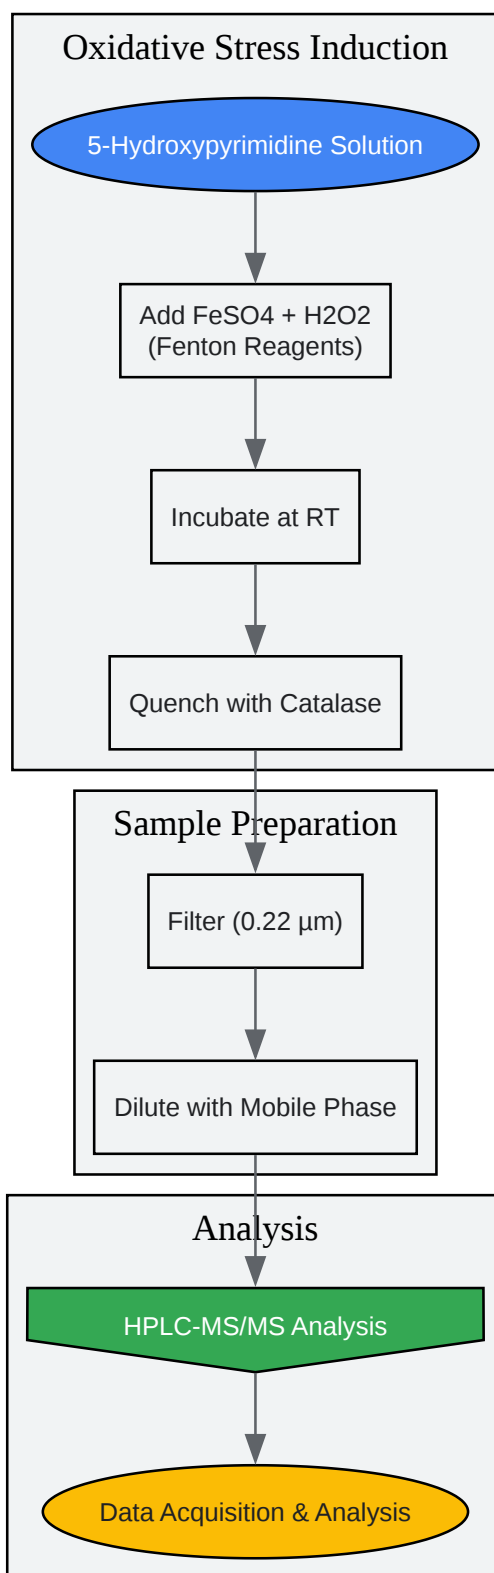 Oxidative Stress Induction
5-Hydroxypyrimidine Solution
Add FeSO4 + H2O2
(Fenton Reagents)
Incubate at RT
Quench with Catalase
Sample Preparation
Filter (0.22 µm)
Dilute with Mobile Phase
Analysis
HPLC-MS/MS Analysis
Data Acquisition & Analysis